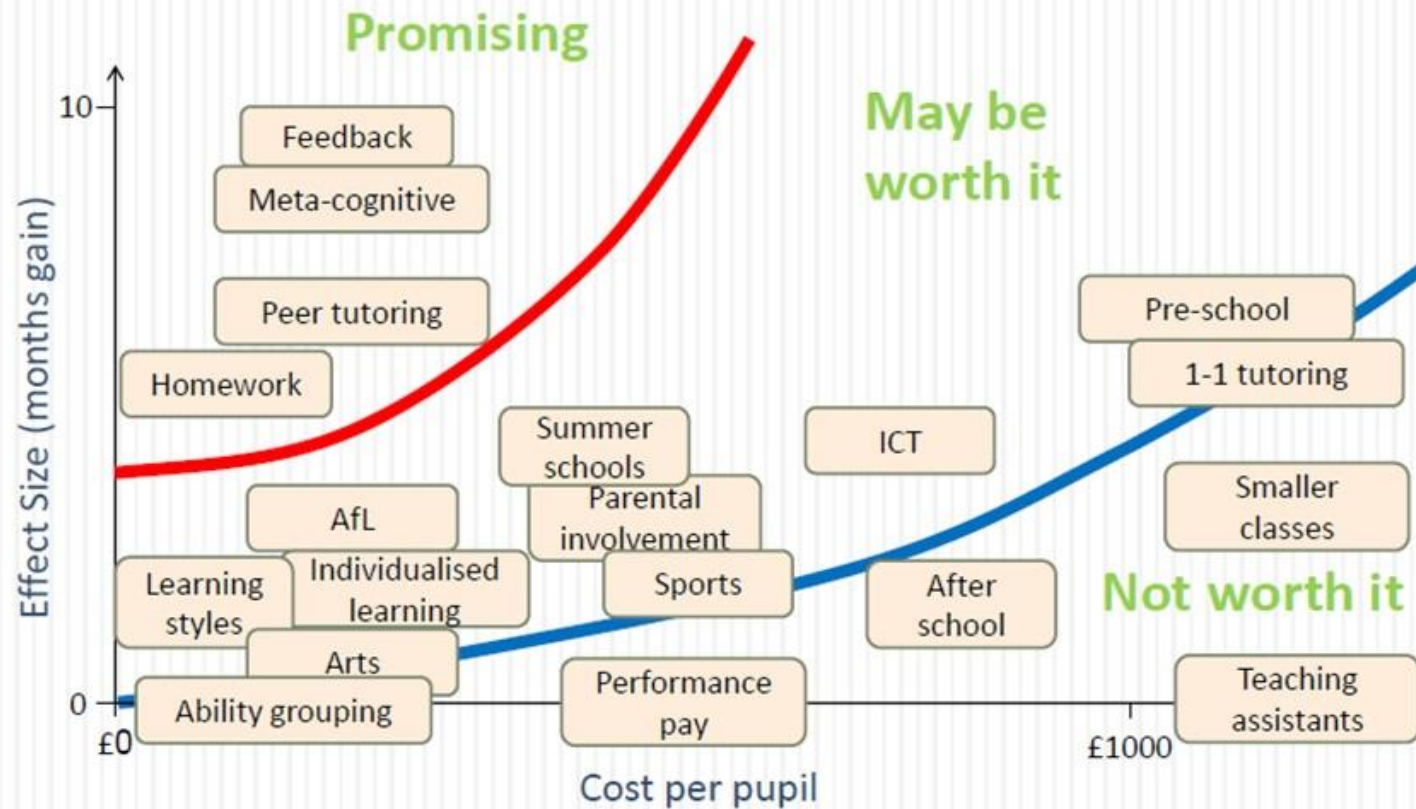 Promising
May be
worth it
10
Feedback
Meta-cognitive
Peer tutoring
Homework
Pre-school
1-1 tutoring
Summer
schools
ICT
Parental
involvement
AfL
Smaller
classes
Learning
styles
Individualised
learning
Sports
After
school
Not worth it
Arts
Ability grouping
Performance
pay
Teaching
assistants
0
£0
£1000
Cost per pupil
Effect Size (months gain)